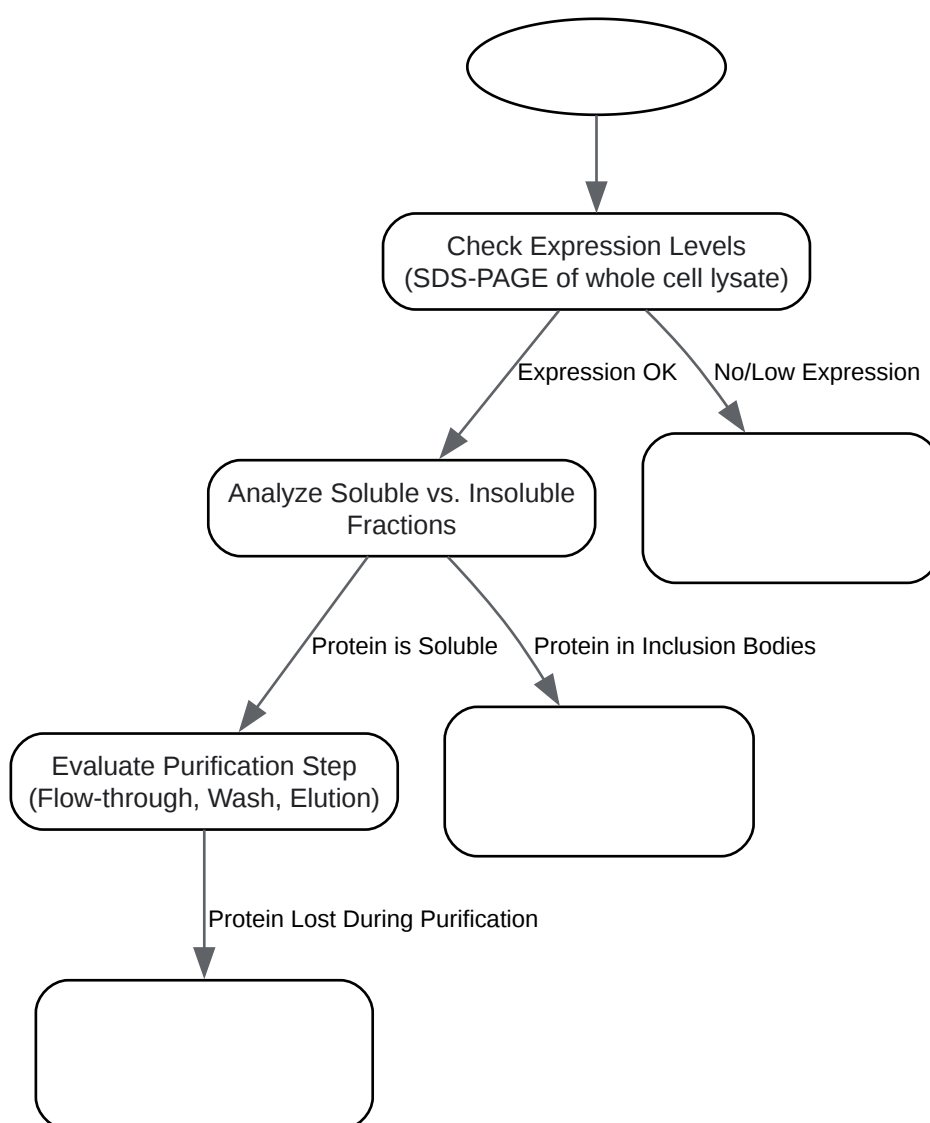 Check Expression Levels
(SDS-PAGE of whole cell lysate)
Expression OK
No/Low Expression
Analyze Soluble vs. Insoluble
Fractions
Protein is Soluble
Protein in Inclusion Bodies
Evaluate Purification Step
(Flow-through, Wash, Elution)
Protein Lost During Purification